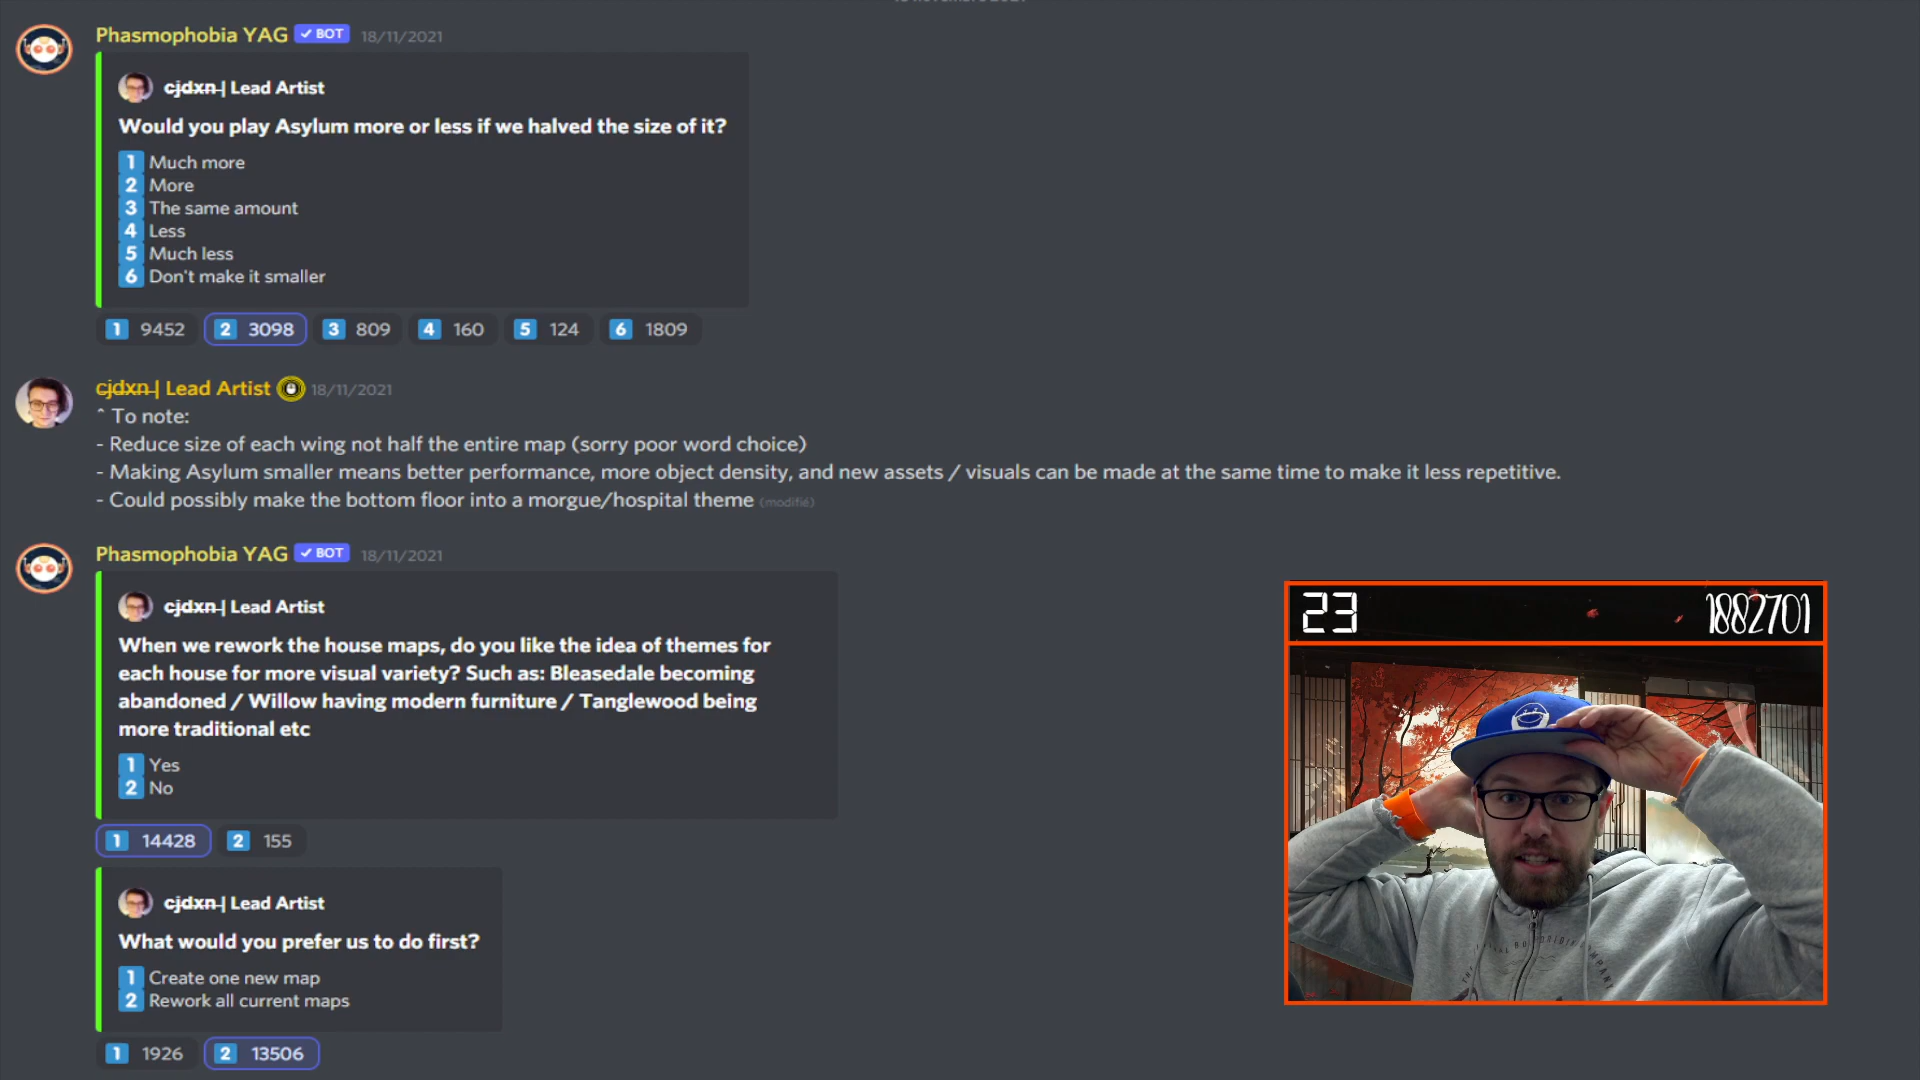 Phasmophobia YAG ✓ BOT 18/11/2021
cjdxn | Lead Artist
Would you play Asylum more or less if we halved the size of it?
1 Much more
2 More
3 The same amount
4 Less
5 Much less
6 Don't make it smaller
1 9452 2 3098 3 809 4 160 5 124 6 1809
cjdxn | Lead Artist 18/11/2021
^ To note:
- Reduce size of each wing not half the entire map (sorry poor word choice)
- Making Asylum smaller means better performance, more object density, and new assets / visuals can be made at the same time to make it less repetitive.
- Could possibly make the bottom floor into a morgue/hospital theme (modifié)
Phasmophobia YAG ✓ BOT 18/11/2021
cjdxn | Lead Artist
When we rework the house maps, do you like the idea of themes for
each house for more visual variety? Such as: Bleasedale becoming
abandoned / Willow having modern furniture / Tanglewood being
more traditional etc
1 Yes
2 No
1 14428 2 155
cjdxn | Lead Artist
What would you prefer us to do first?
1 Create one new map
2 Rework all current maps
1 1926 2 13506
23 1882701